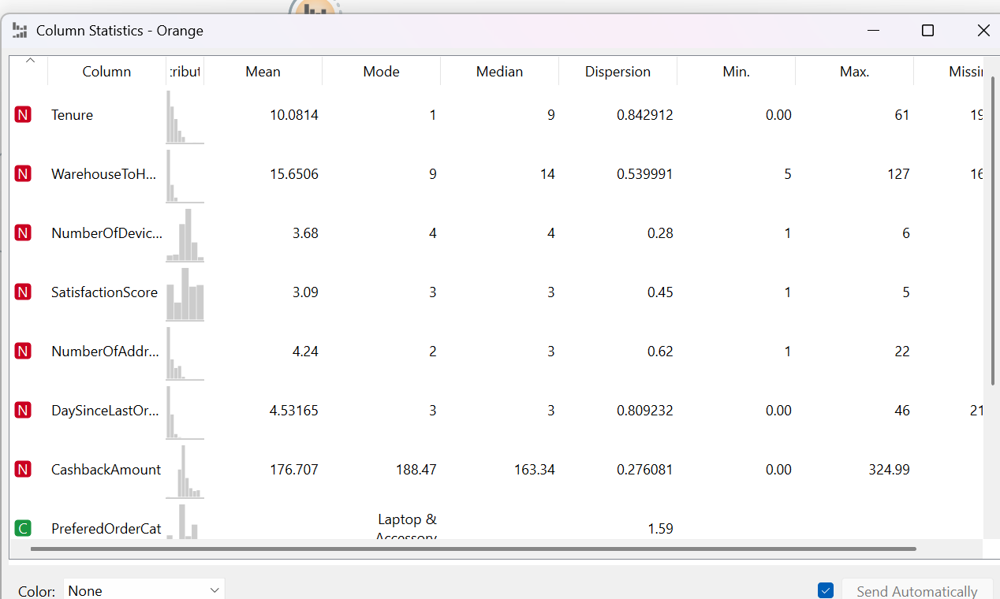 Column Statistics - Orange
Column Mean Mode Median Dispersion Min. Max.
N Tenure 10.0814 1 9 0.842912 0.00 61 19
N WarehouseToH... 15.6506 9 14 0.539991 5 127 16
N NumberOfDevic... 3.68 4 4 0.28 1 6
N SatisfactionScore 3.09 3 3 0.45 1 5
N NumberOfAddr... 4.24 2 3 0.62 1 22
N DaySinceLastOr... 4.53165 3 3 0.809232 0.00 46 21
N CashbackAmount 176.707 188.47 163.34 0.276081 0.00 324.99
C PreferedOrderCat Laptop & Accessory 1.59
Color: None Send Automatically